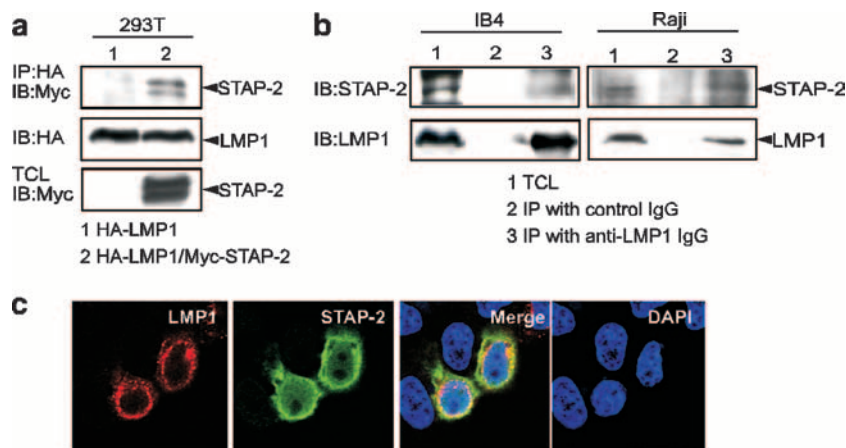 a
293T
1 2
IP:HA
IB:Myc
STAP-2
IB:HA
LMP1
TCL
IB:Myc
STAP-2
1 HA-LMP1
2 HA-LMP1/Myc-STAP-2
b
IB4 Raji
1 2 3 1 2 3
IB:STAP-2
STAP-2
IB:LMP1
LMP1
1 TCL
2 IP with control IgG
3 IP with anti-LMP1 IgG
c
LMP1 STAP-2 Merge DAPI